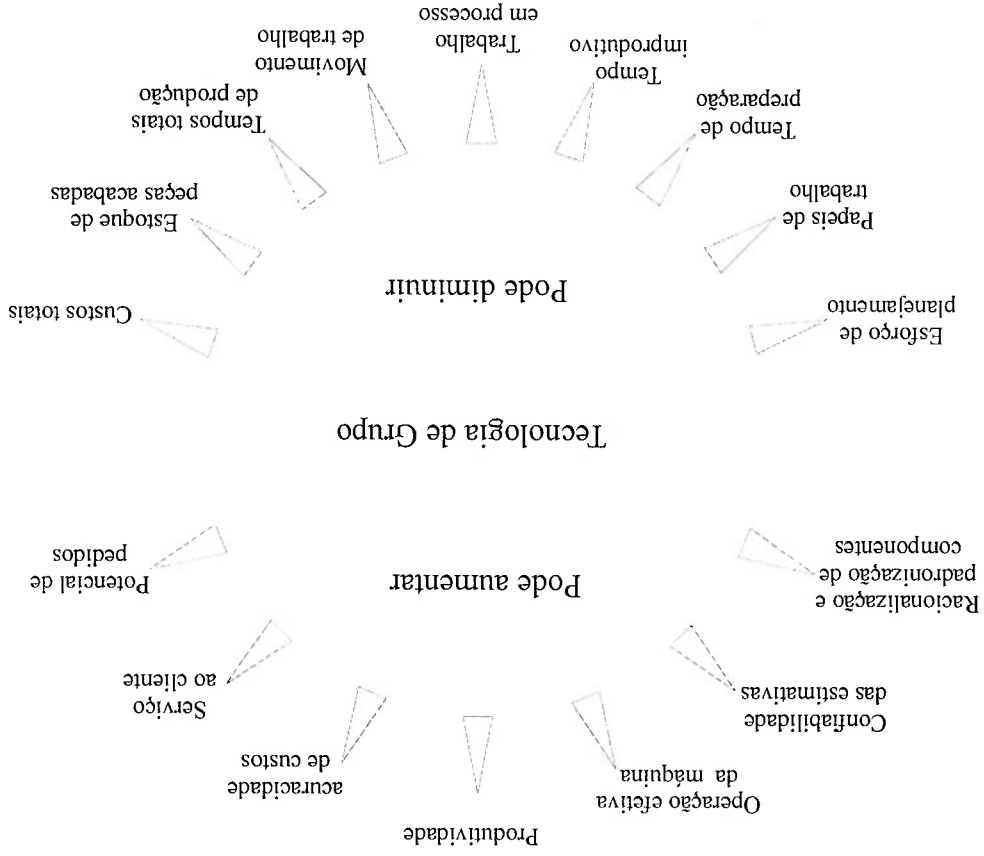 Produtividade
Operação efetiva
da máquina
acuracidade
de custos
Confiabilidade
das estimativas
Serviço
ao cliente
Racionalização e
padronização de
componentes
Pode aumentar
Potencial de
pedidos
Tecnologia de Grupo
Esforço de
planejamento
Custos totais
Pode diminuir
Papeis de
trabalho
Estoque de
peças acabadas
Tempo de
preparação
Tempos totais
de produção
Tempo
improdutivo
Movimento
de trabalho
Trabalho
em processo